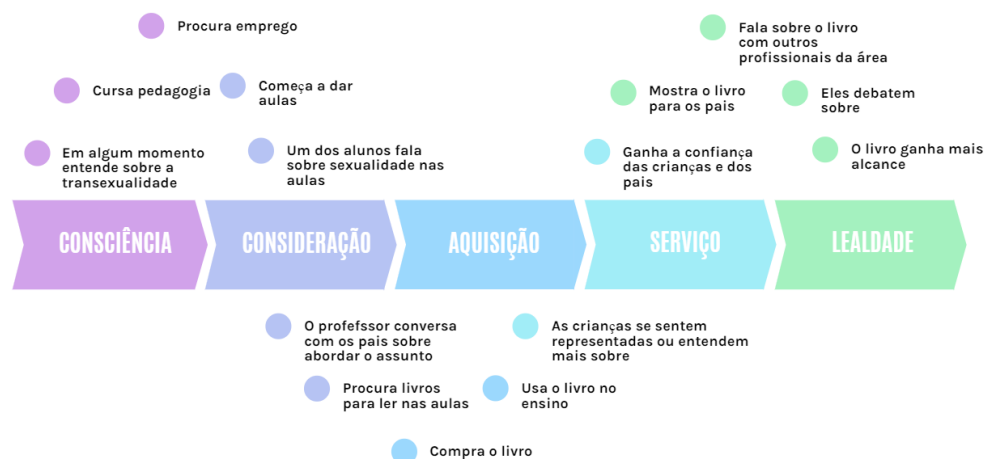 Procura emprego
Cursa pedagogia
Em algum momento
entende sobre a
transexualidade
Começa a dar
aulas
Um dos alunos fala
sobre sexualidade nas
aulas
Fala sobre o livro
com outros
profissionais da área
Mostra o livro
para os pais
Eles debatem
sobre
Ganha a confiança
das crianças e dos
pais
O livro ganha mais
alcance
CONSCIÊNCIA
CONSIDERAÇÃO
AQUISIÇÃO
SERVIÇO
LEALDADE
O profefssor conversa
com os pais sobre
abordar o assunto
Procura livros
para ler nas aulas
As crianças se sentem
representadas ou entendem
mais sobre
Usa o livro no
ensino
Compra o livro